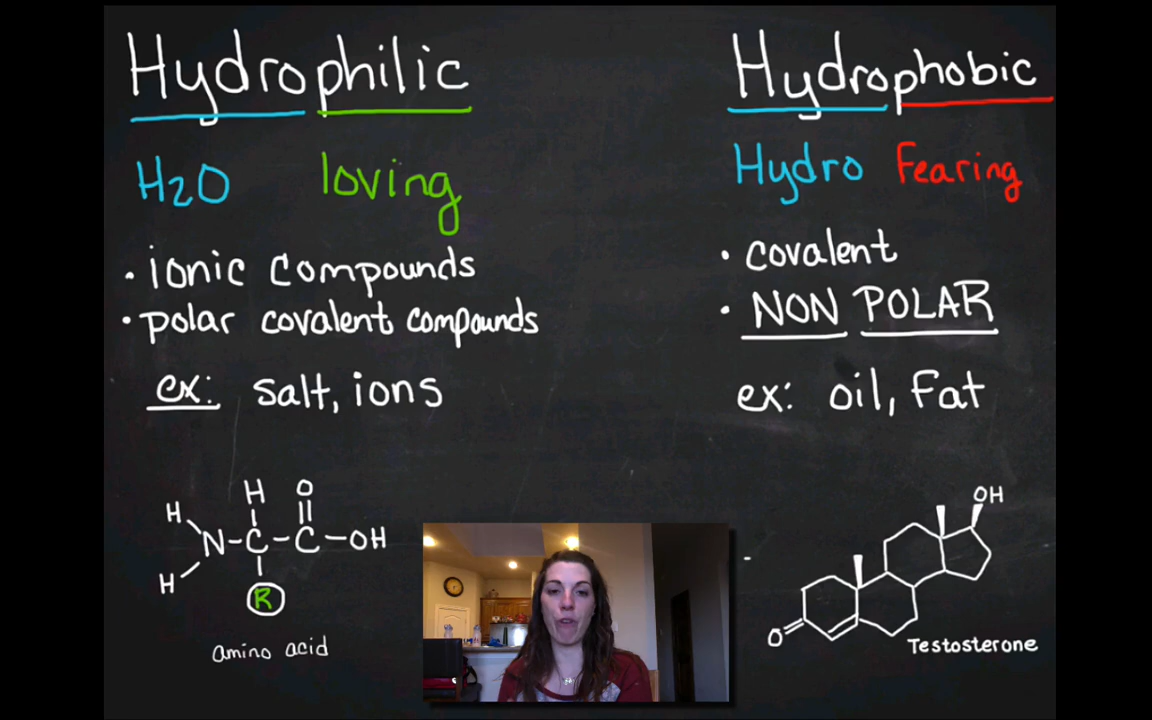 Hydrophilic
H2O loving
• ionic compounds
• polar covalent compounds
ex: salt, ions
H O
H
N-C-C-OH
H
R
amino acid
Hydrophobic
Hydro Fearing
• covalent
• NON POLAR
ex: oil, Fat
OH
O
Testosterone